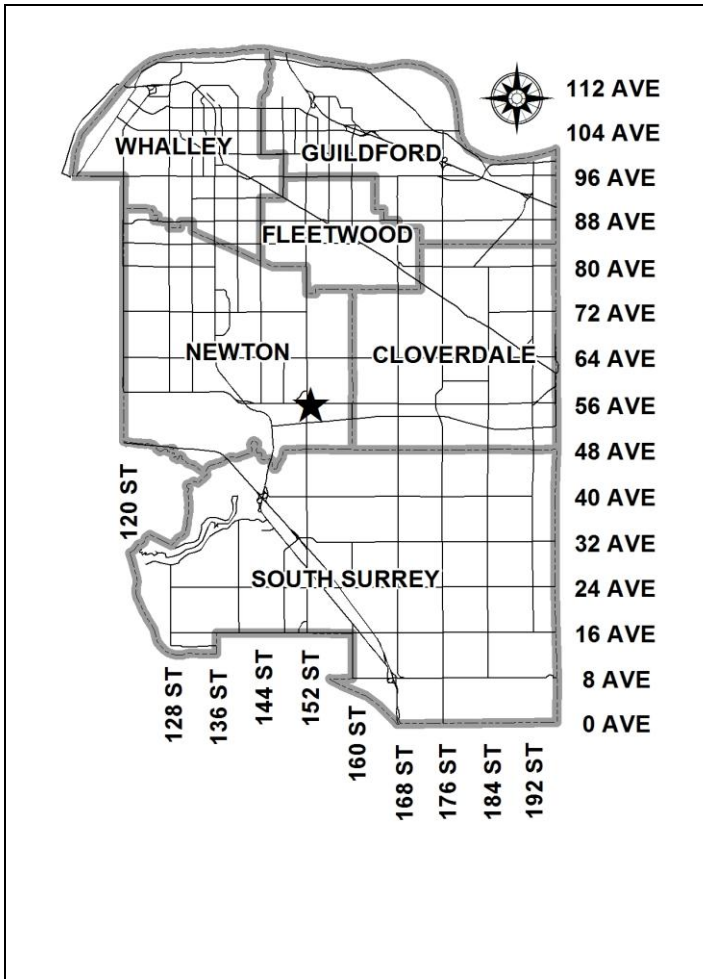 112 AVE
104 AVE
WHALLEY
GUILDFORD
96 AVE
88 AVE
FLEETWOOD
80 AVE
72 AVE
NEWTON
CLOVERDALE
64 AVE
56 AVE
48 AVE
120 ST
40 AVE
32 AVE
SOUTH SURREY
24 AVE
16 AVE
8 AVE
128 ST
136 ST
144 ST
152 ST
160 ST
0 AVE
168 ST
176 ST
184 ST
192 ST